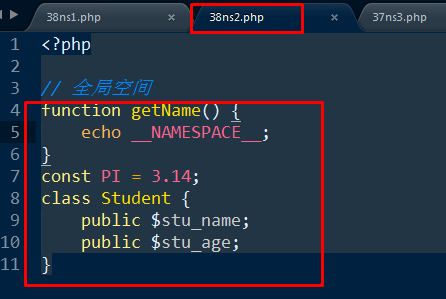 38ns1.php × 38ns2.php × 37ns3.php
1 <?php
2
3 // 全局空间
4 function getName() {
5     echo __NAMESPACE__;
6 }
7 const PI = 3.14;
8 class Student {
9     public $stu_name;
10     public $stu_age;
11 }